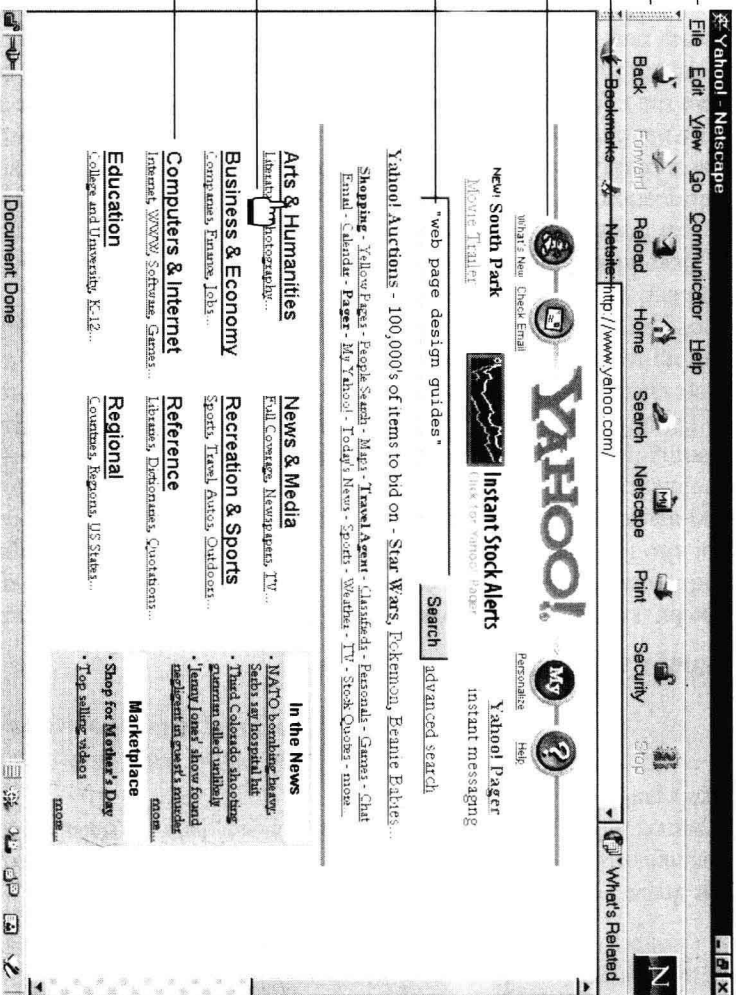 Yahoo! - Netscape
File Edit View Go Communicator Help
Back Forward Reload Home Search Netscape Print Security Stop
Bookmarks Netsite: http://www.yahoo.com/ What's Related
N
What's New Check Email YAHOO! Personalize Help
My
NEW! South Park
Movie Trailer
Instant Stock Alerts
Click for Yahoo! Pager
Yahoo! Pager
instant messaging
"web page design guides" Search advanced search
Yahoo! Auctions - 100,000's of items to bid on - Star Wars, Pokemon, Beanie Babies...
Shopping - Yellow Pages - People Search - Maps - Travel Agent - Classifieds - Personals - Games - Chat
Email - Calendar - Pager - My Yahoo! - Today's News - Sports - Weather - TV - Stock Quotes - more
Arts & Humanities
Photography...
Business & Economy
Companies, Finance, Jobs...
Computers & Internet
Internet, WWW, Software, Games...
Education
College and University, K-12...
News & Media
Full Coverage, Newspapers, TV...
Recreation & Sports
Sports, Travel, Autos, Outdoors...
Reference
Libraries, Dictionaries, Quotations...
Regional
Countries, Regions, US States...
In the News
· NATO bombing heavy,
Serbs say hospital hit
· Third Colorado shooting
gunman called unlikely
· 'Jenny Jones' show found
negligent in guest's murder
more...
Marketplace
· Shop for Mother's Day
· Top selling videos
more...
Document Done